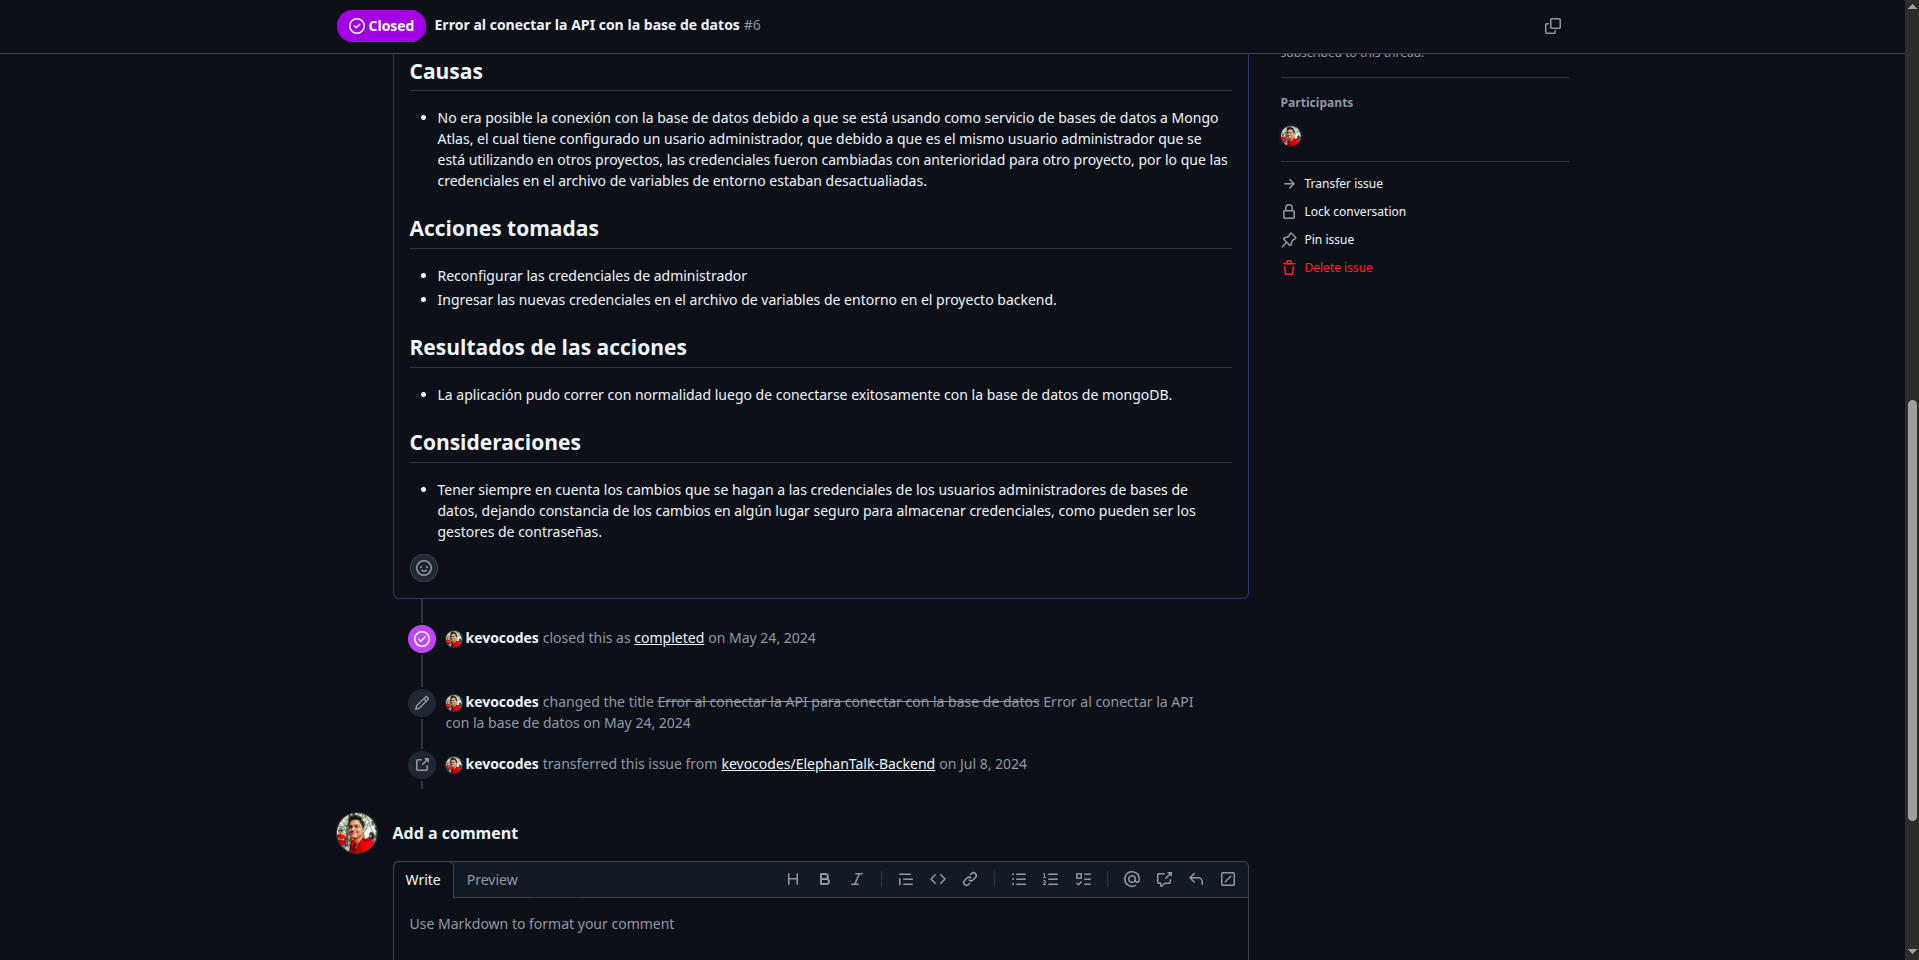 Closed Error al conectar la API con la base de datos #6
subscribed to this thread.
Causas
No era posible la conexión con la base de datos debido a que se está usando como servicio de bases de datos a Mongo
Atlas, el cual tiene configurado un usario administrador, que debido a que es el mismo usuario administrador que se
está utilizando en otros proyectos, las credenciales fueron cambiadas con anterioridad para otro proyecto, por lo que las
credenciales en el archivo de variables de entorno estaban desactualiadas.
Acciones tomadas
Reconfigurar las credenciales de administrador
Ingresar las nuevas credenciales en el archivo de variables de entorno en el proyecto backend.
Resultados de las acciones
La aplicación pudo correr con normalidad luego de conectarse exitosamente con la base de datos de mongoDB.
Consideraciones
Tener siempre en cuenta los cambios que se hagan a las credenciales de los usuarios administradores de bases de
datos, dejando constancia de los cambios en algún lugar seguro para almacenar credenciales, como pueden ser los
gestores de contraseñas.
kevocodes closed this as completed on May 24, 2024
kevocodes changed the title Error al conectar la API para conectar con la base de datos Error al conectar la API
con la base de datos on May 24, 2024
kevocodes transferred this issue from kevocodes/ElephanTalk-Backend on Jul 8, 2024
Add a comment
Write Preview
Use Markdown to format your comment
Participants
Transfer issue
Lock conversation
Pin issue
Delete issue